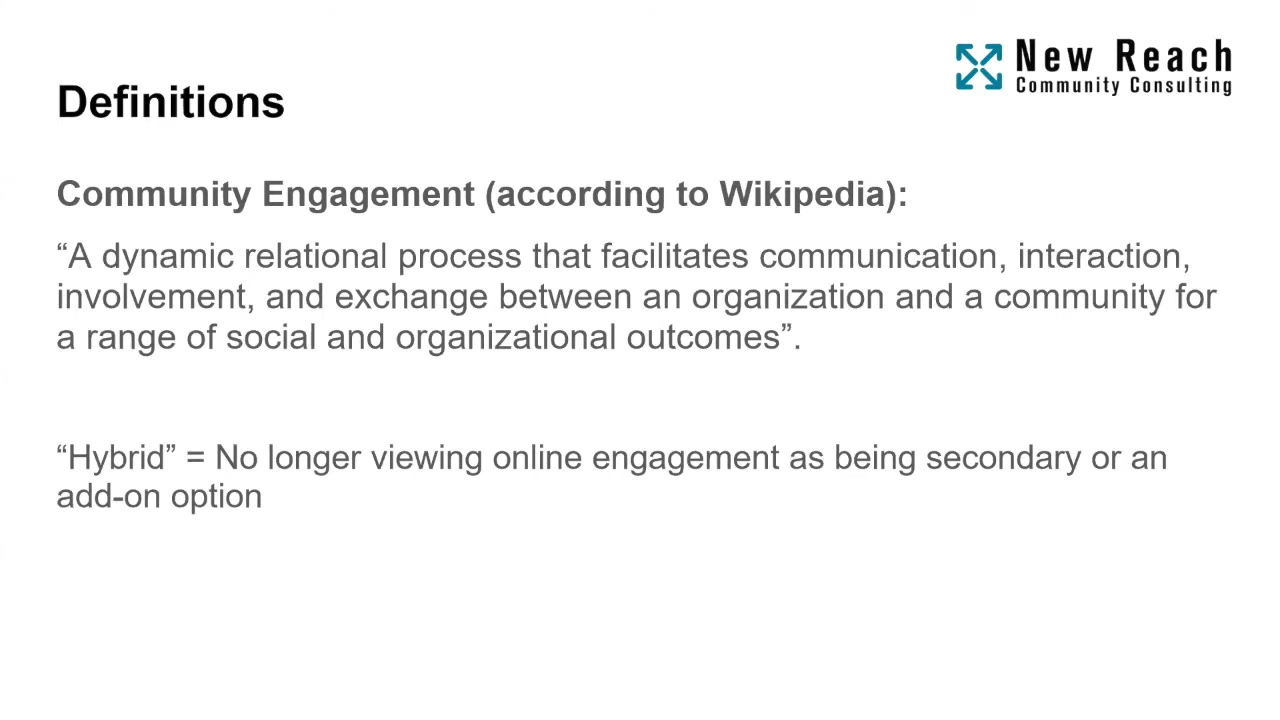 New Reach
Community Consulting
Definitions
Community Engagement (according to Wikipedia):
“A dynamic relational process that facilitates communication, interaction,
involvement, and exchange between an organization and a community for
a range of social and organizational outcomes”.
“Hybrid” = No longer viewing online engagement as being secondary or an
add-on option